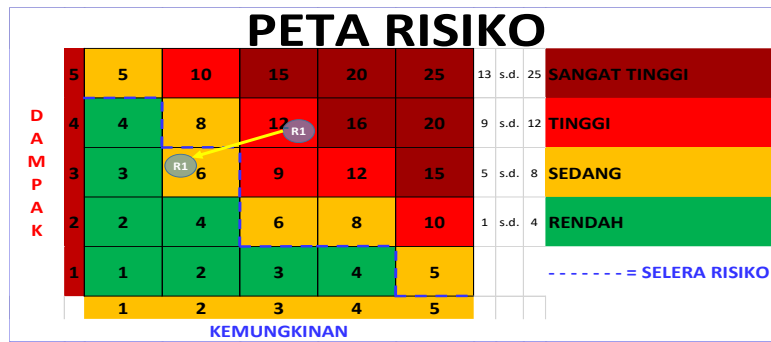 PETA RISIKO
DAMPAK
5 5 10 15 20 25 13 s.d. 25 SANGAT TINGGI
4 4 8 12 R1 16 20 9 s.d. 12 TINGGI
3 3 R1 6 9 12 15 5 s.d. 8 SEDANG
2 2 4 6 8 10 1 s.d. 4 RENDAH
1 1 2 3 4 5 - - - - - - - = SELERA RISIKO
1 2 3 4 5
KEMUNGKINAN